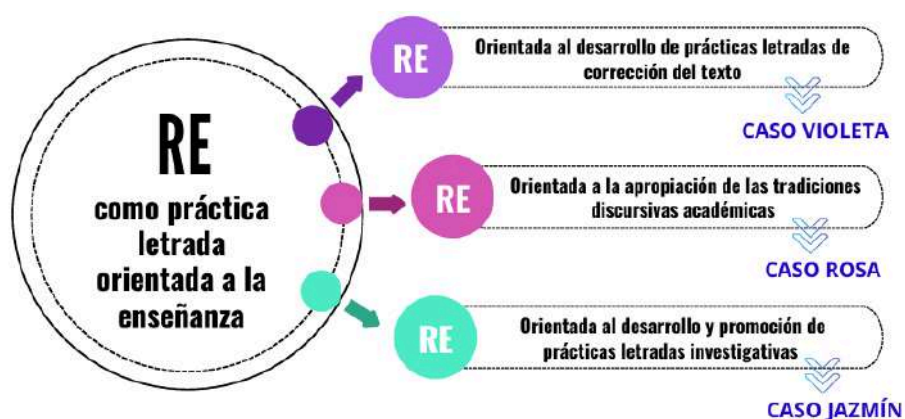 RE
como práctica
letrada
orientada a la
enseñanza
RE
Orientada al desarrollo de prácticas letradas de
corrección del texto
CASO VIOLETA
RE
Orientada a la apropiación de las tradiciones
discursivas académicas
CASO ROSA
RE
Orientada al desarrollo y promoción de
prácticas letradas investigativas
CASO JAZMÍN